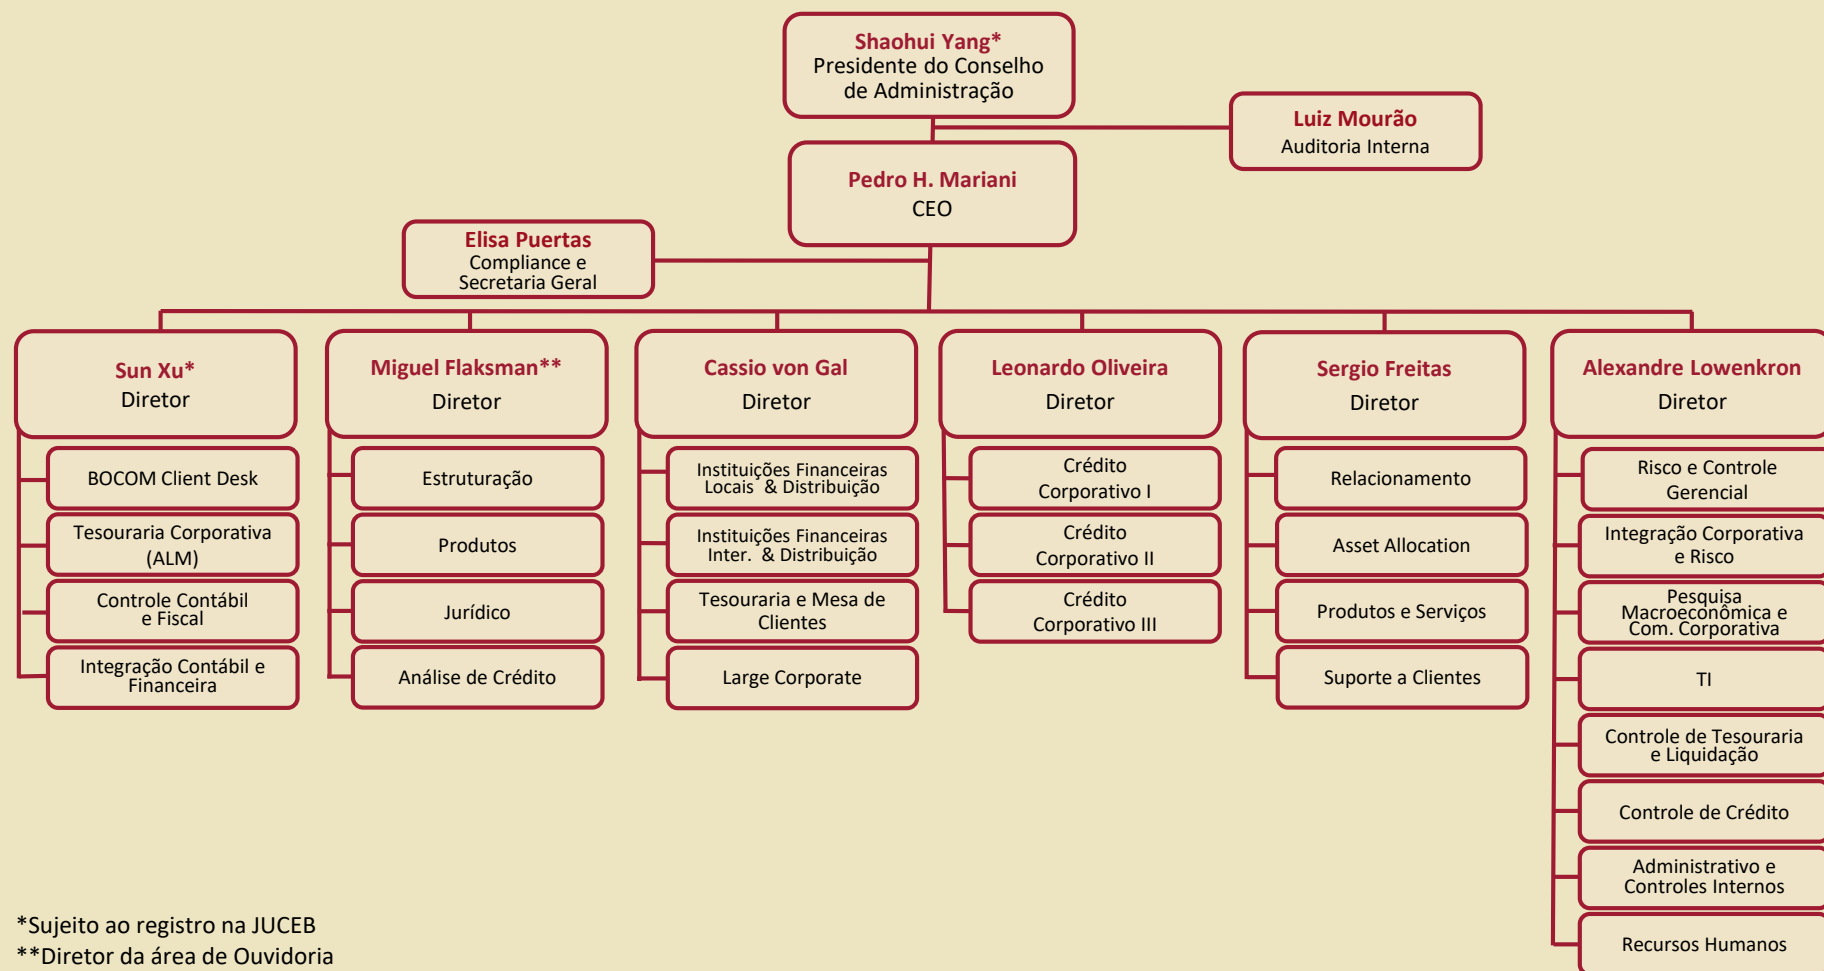 Shaohui Yang*
Presidente do Conselho
de Administração
Luiz Mourão
Auditoria Interna
Pedro H. Mariani
CEO
Elisa Puertas
Compliance e
Secretaria Geral
Sun Xu*
Diretor
BOCOM Client Desk
Tesouraria Corporativa
(ALM)
Controle Contábil
e Fiscal
Integração Contábil e
Financeira
Miguel Flaksman**
Diretor
Estruturação
Produtos
Jurídico
Análise de Crédito
Cassio von Gal
Diretor
Instituições Financeiras
Locais & Distribuição
Instituições Financeiras
Inter. & Distribuição
Tesouraria e Mesa de
Clientes
Large Corporate
Leonardo Oliveira
Diretor
Crédito
Corporativo I
Crédito
Corporativo II
Crédito
Corporativo III
Sergio Freitas
Diretor
Relacionamento
Asset Allocation
Produtos e Serviços
Suporte a Clientes
Alexandre Lowenkron
Diretor
Risco e Controle
Gerencial
Integração Corporativa
e Risco
Pesquisa
Macroeconômica e
Com. Corporativa
TI
Controle de Tesouraria
e Liquidação
Controle de Crédito
Administrativo e
Controles Internos
Recursos Humanos
*Sujeito ao registro na JUCEB
**Diretor da área de Ouvidoria